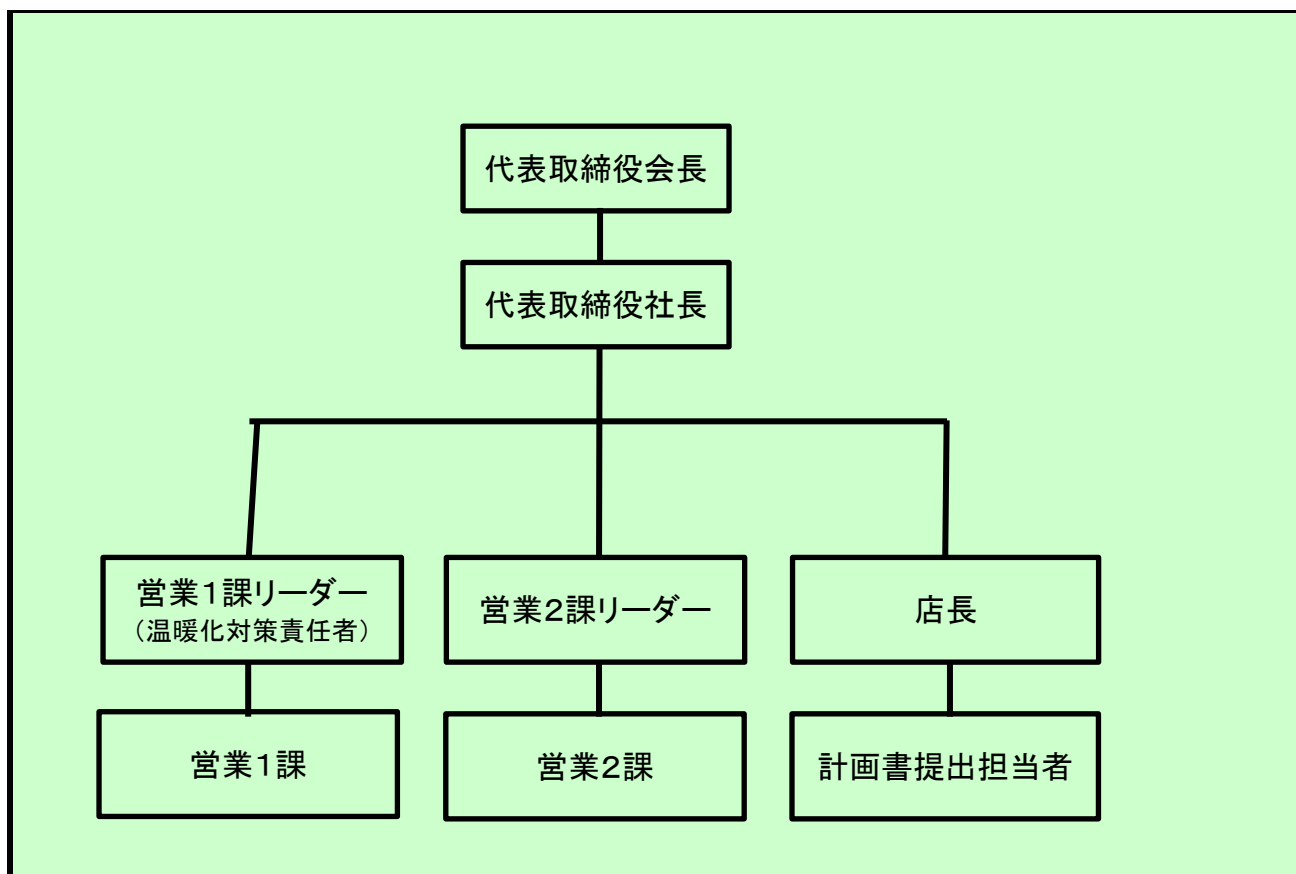 代表取締役会長
代表取締役社長
営業１課リーダー
（温暖化対策責任者）
営業２課リーダー
店長
営業１課
営業２課
計画書提出担当者